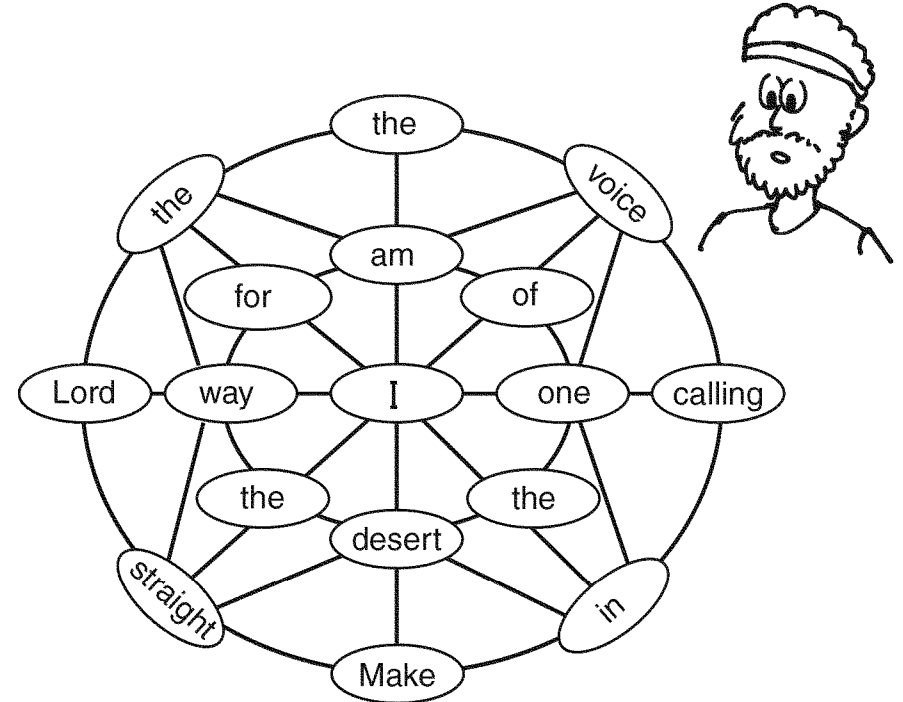 the
the
voice
am
for
of
Lord
way
I
one
calling
the
the
desert
straight
in
Make